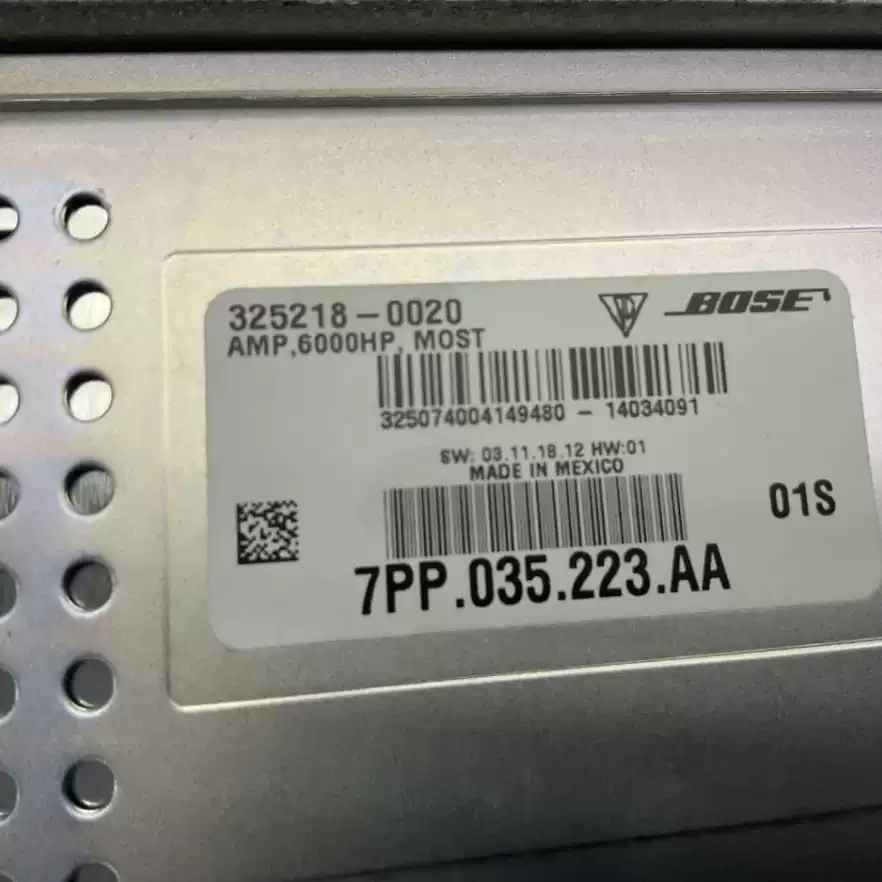 325218-0020
BOSE
AMP,6000HP, MOST
325074004149480 - 14034091
SW: 03.11.18.12 HW:01
MADE IN MEXICO
01S
7PP.035.223.AA